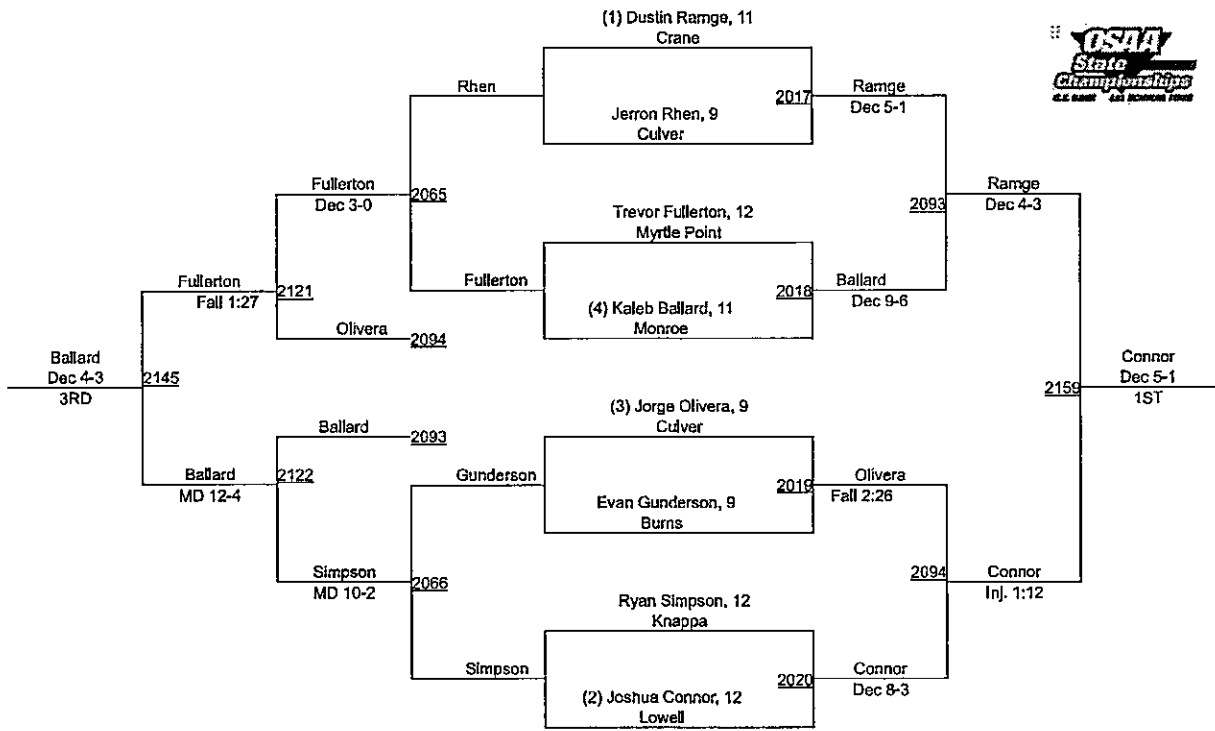 (1) Dustin Ramge, 11
Crane
OSAA
State
Championships
Rhen
2017
Ramge
Dec 5-1
Jerron Rhen, 9
Culver
Fullerton
Dec 3-0
2065
2093
Ramge
Dec 4-3
Trevor Fullerton, 12
Myrtle Point
Fullerton
Fall 1:27
2121
Fullerton
2018
Ballard
Dec 9-6
(4) Kaleb Ballard, 11
Monroe
Olivera
2094
Ballard
Dec 4-3
3RD
2145
2159
Connor
Dec 5-1
1ST
(3) Jorge Olivera, 9
Culver
Ballard
2093
Ballard
MD 12-4
2122
Gunderson
2019
Olivera
Fall 2:26
Evan Gunderson, 9
Burns
Simpson
MD 10-2
2066
2094
Connor
Inj. 1:12
Ryan Simpson, 12
Knappa
Simpson
2020
Connor
Dec 8-3
(2) Joshua Connor, 12
Lowell